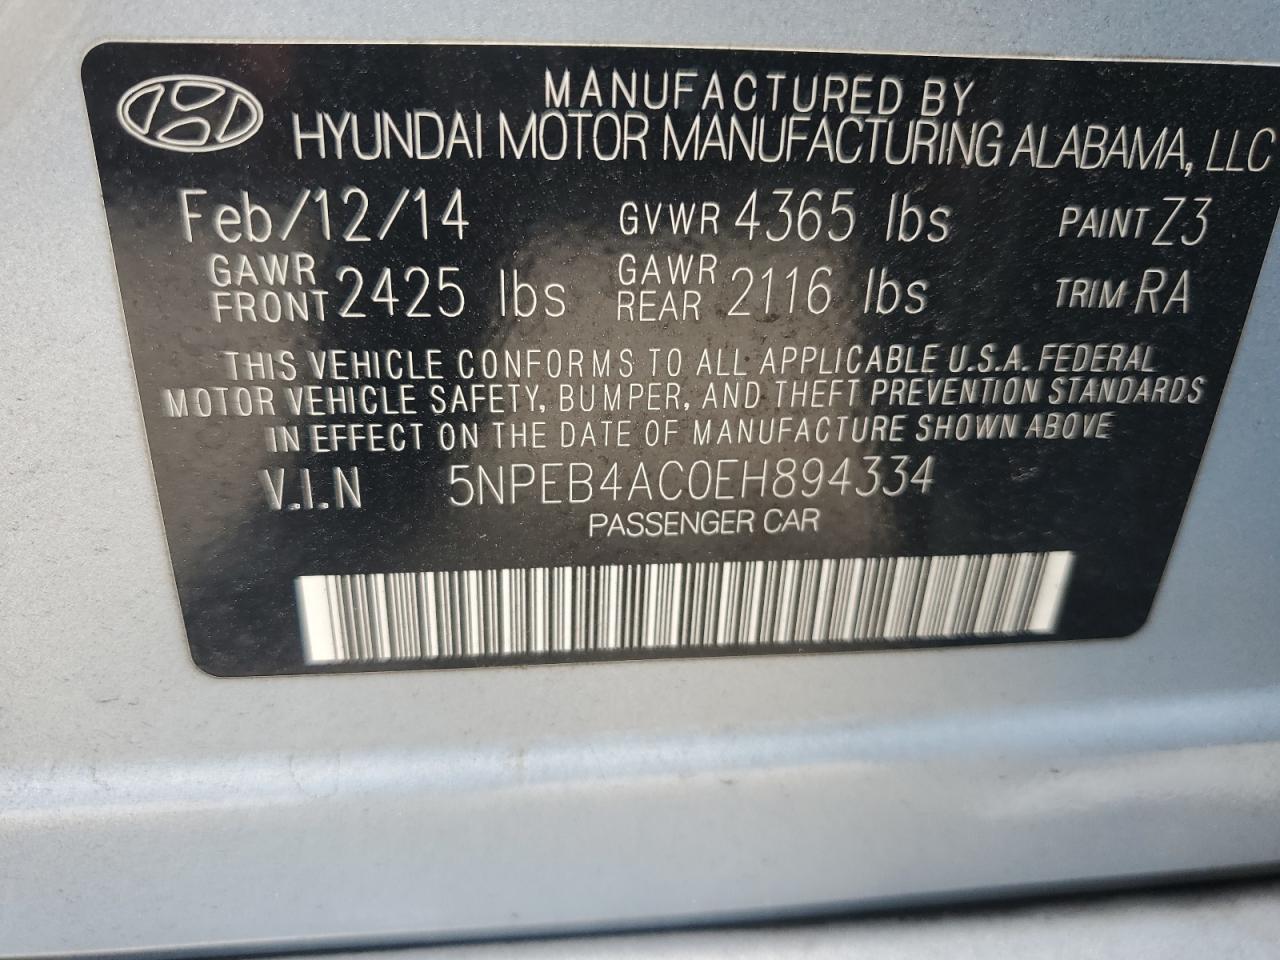 MANUFACTURED BY
HYUNDAI MOTOR MANUFACTURING ALABAMA, LLC
Feb/12/14 GVWR 4365 lbs PAINT Z3
GAWR FRONT 2425 lbs GAWR REAR 2116 lbs TRIM RA
THIS VEHICLE CONFORMS TO ALL APPLICABLE U.S.A. FEDERAL
MOTOR VEHICLE SAFETY, BUMPER, AND THEFT PREVENTION STANDARDS
IN EFFECT ON THE DATE OF MANUFACTURE SHOWN ABOVE
V.I.N 5NPEB4AC0EH894334
PASSENGER CAR